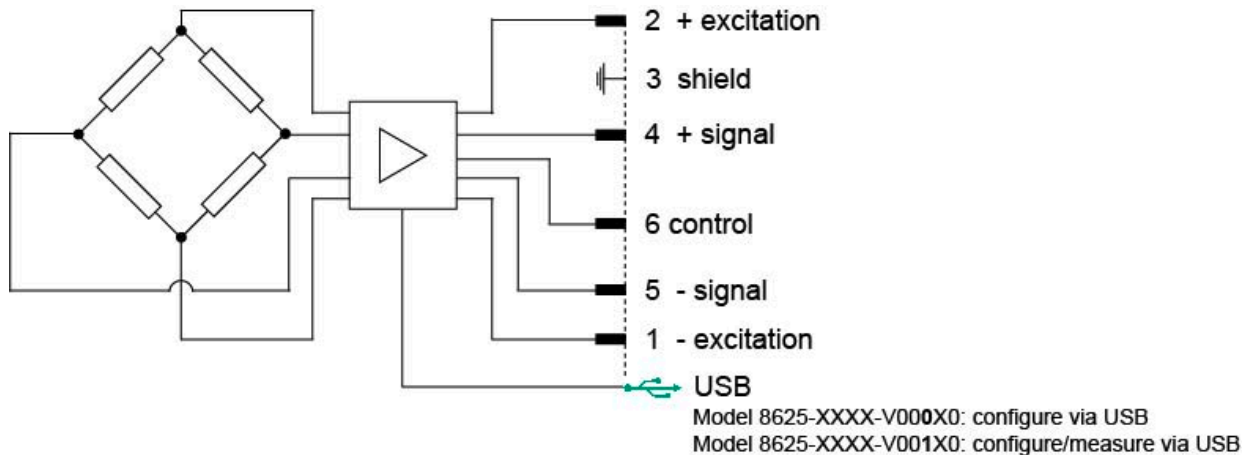 2 + excitation
3 shield
4 + signal
6 control
5 - signal
1 - excitation
USB
Model 8625-XXXX-V000X0: configure via USB
Model 8625-XXXX-V001X0: configure/measure via USB